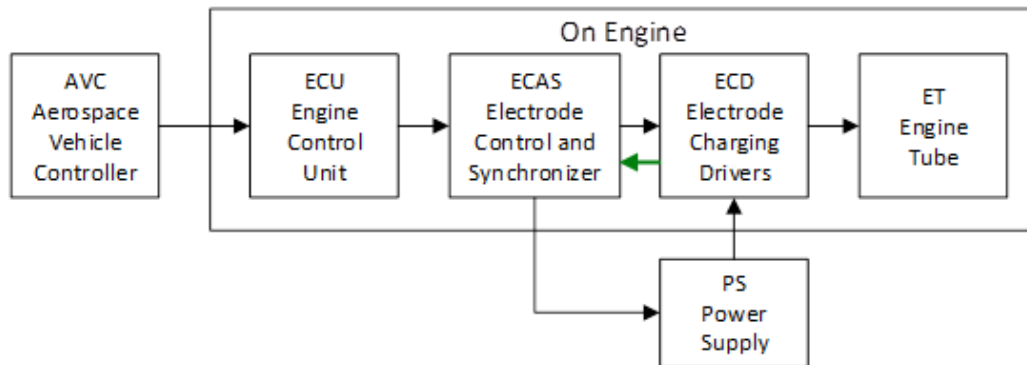 On Engine
AVC
Aerospace
Vehicle
Controller
ECU
Engine
Control
Unit
ECAS
Electrode
Control and
Synchronizer
ECD
Electrode
Charging
Drivers
ET
Engine
Tube
PS
Power
Supply